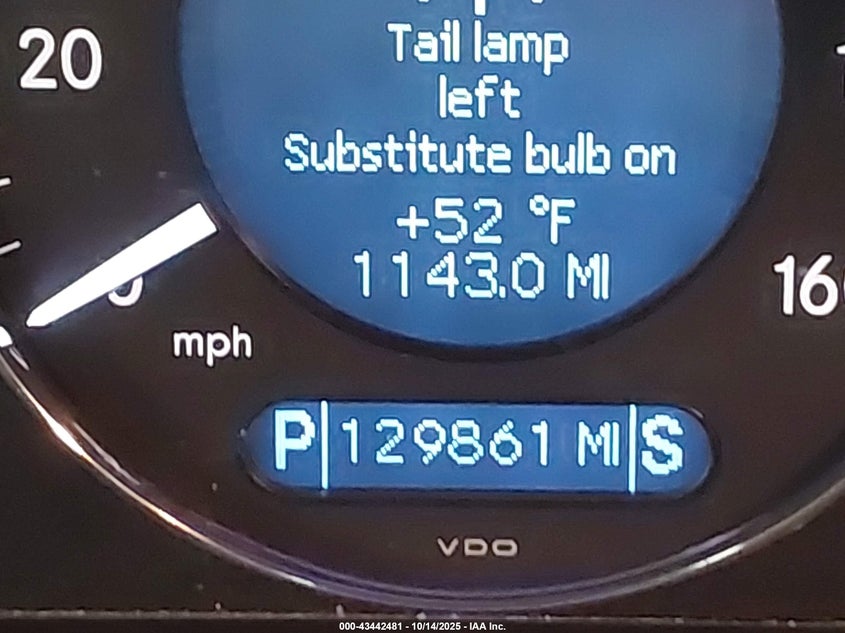 20
Tail lamp
left
Substitute bulb on
+52 °F
1143.0 MI
mph
P 129861 MI S
VDO
000-43442481 - 10/14/2025 - IAA Inc.